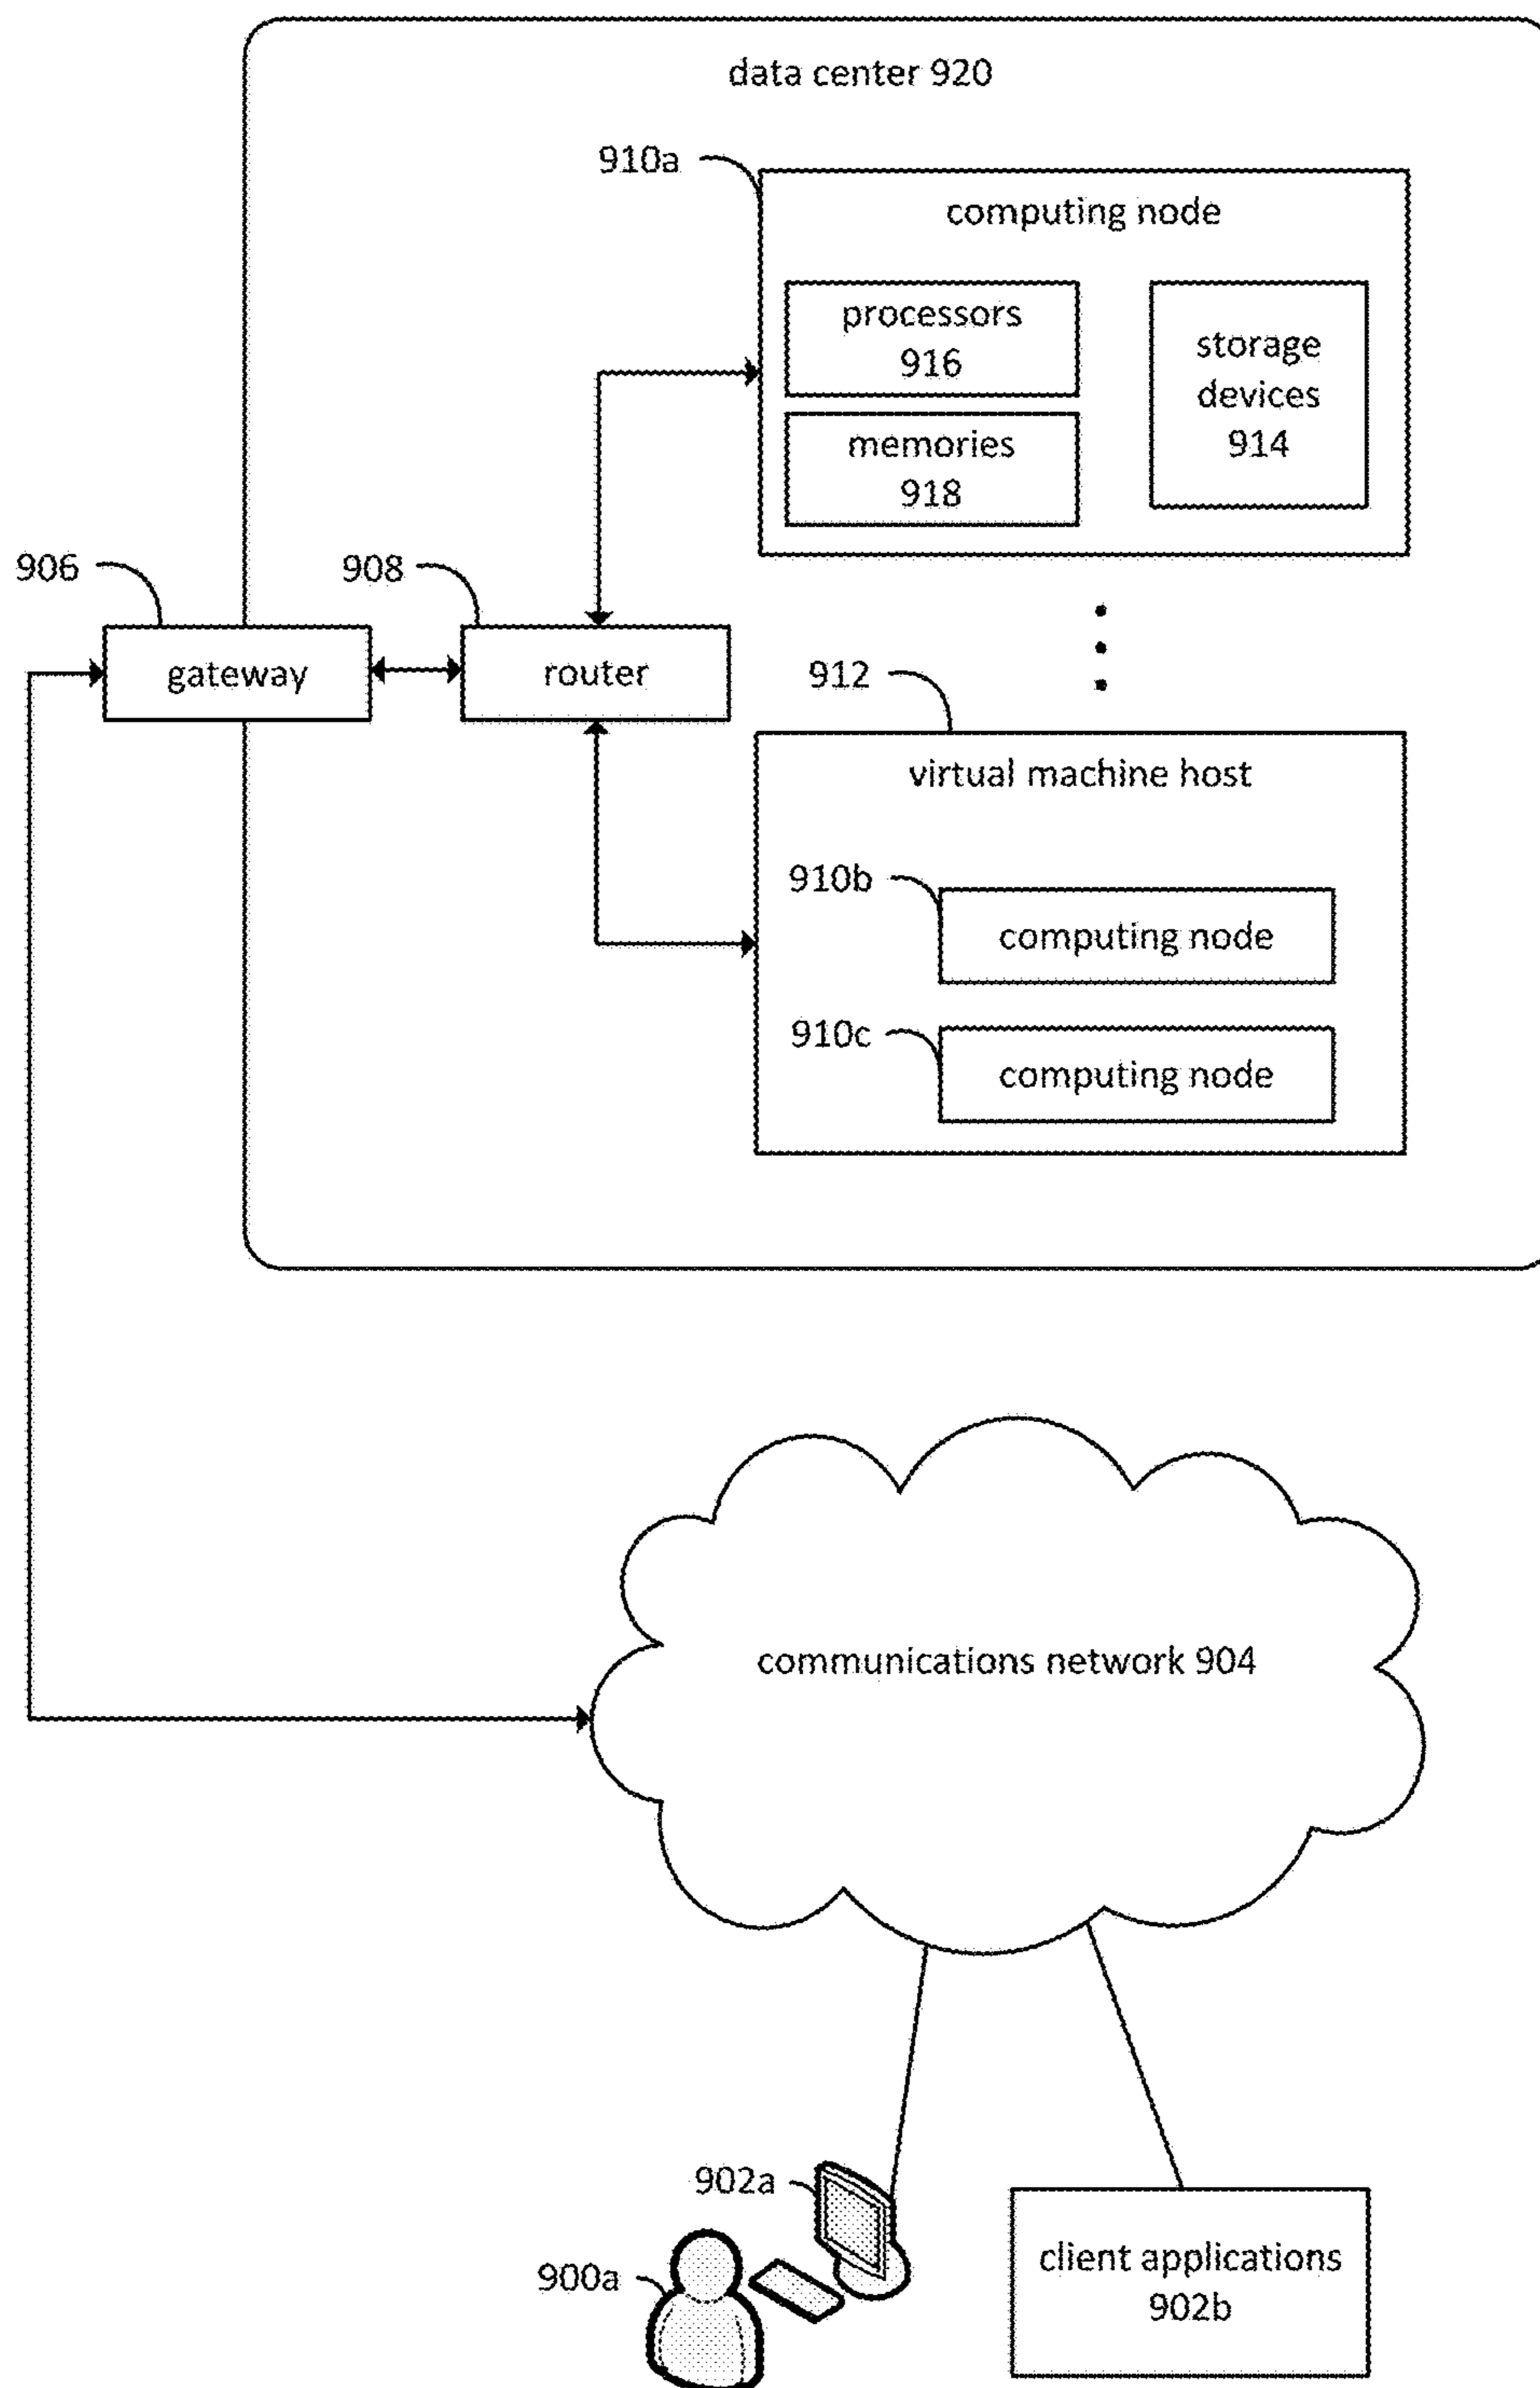 data center 920
910a
computing node
processors
916
storage
devices
914
memories
918
906
908
gateway
router
912
virtual machine host
910b
computing node
910c
computing node
communications network 904
902a
900a
client applications
902b